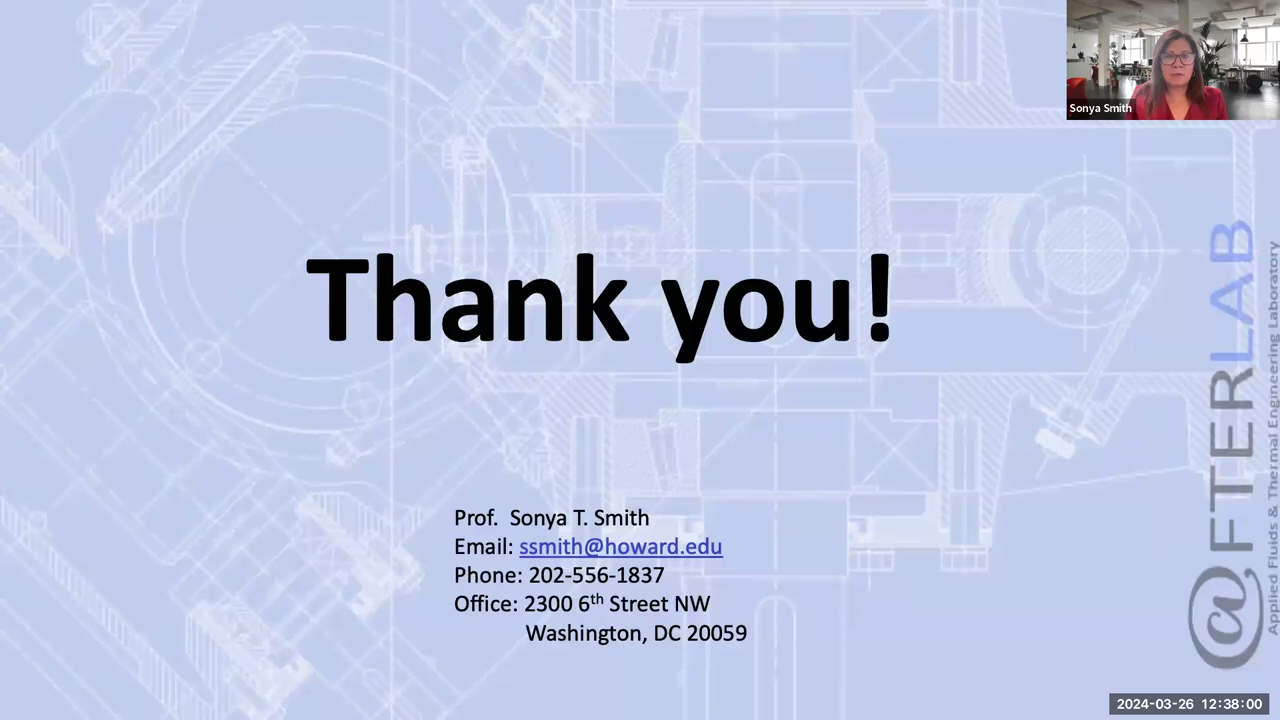 Sonya Smith
Thank you!
Prof. Sonya T. Smith
Email: ssmith@howard.edu
Phone: 202-556-1837
Office: 2300 6th Street NW
Washington, DC 20059
@FTERLAB
Applied Fluids & Thermal Engineering Laboratory
2024-03-26 12:38:00